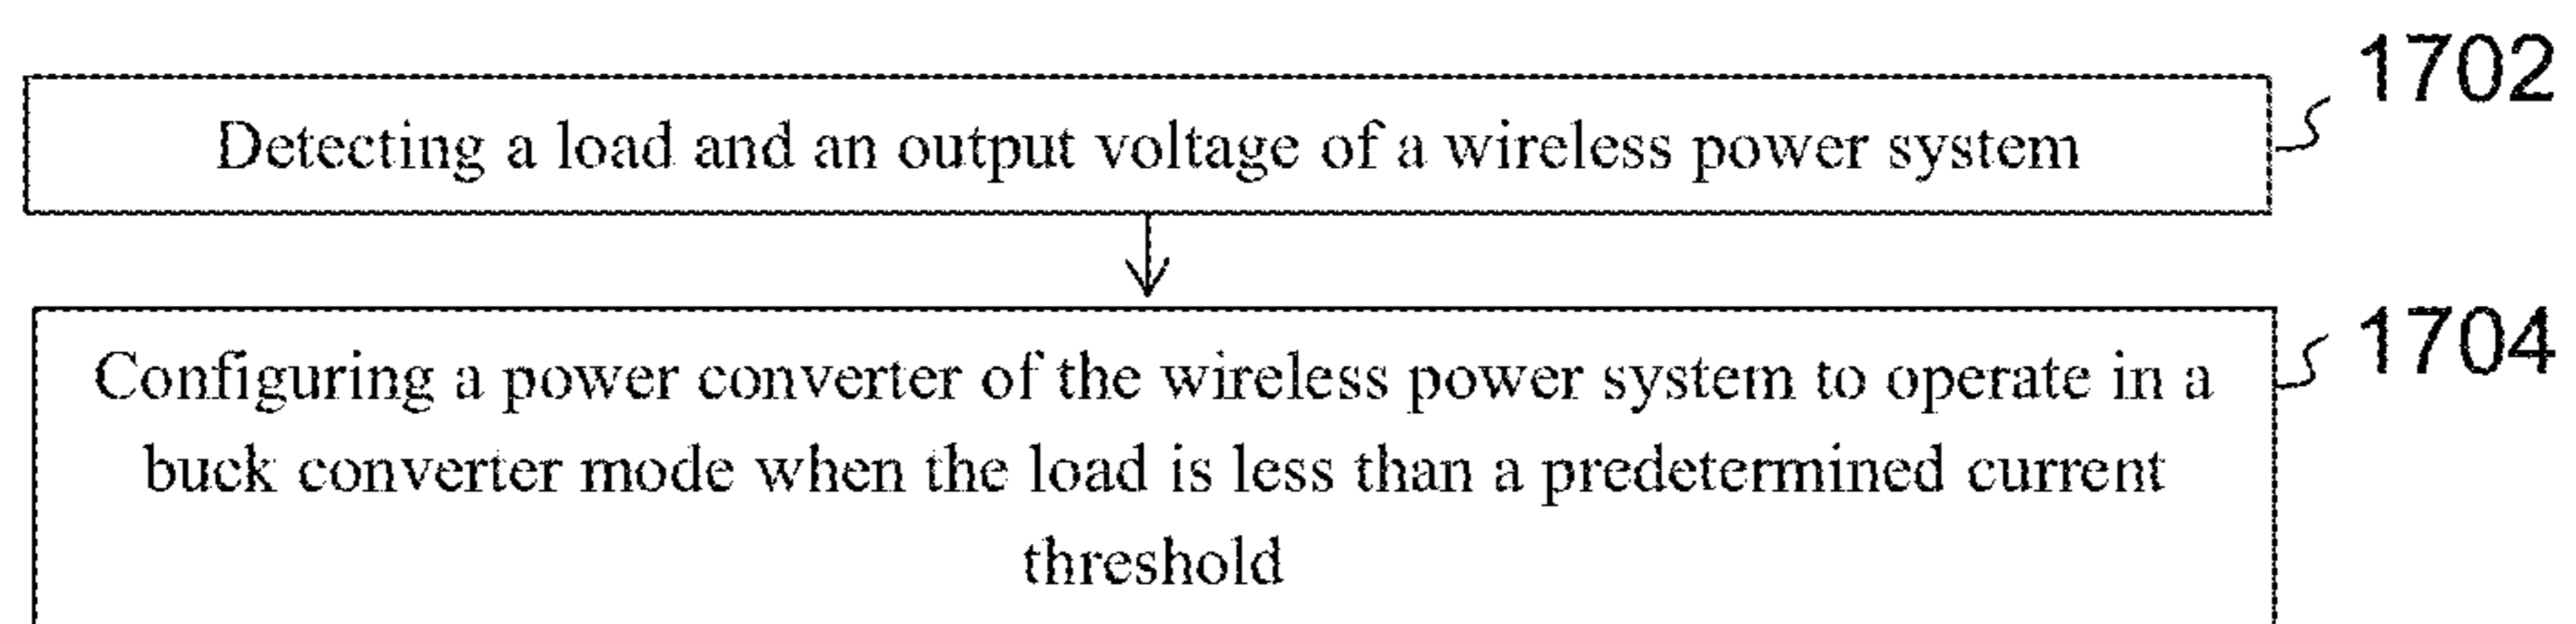 1702
Detecting a load and an output voltage of a wireless power system
1704
Configuring a power converter of the wireless power system to operate in a
buck converter mode when the load is less than a predetermined current
threshold